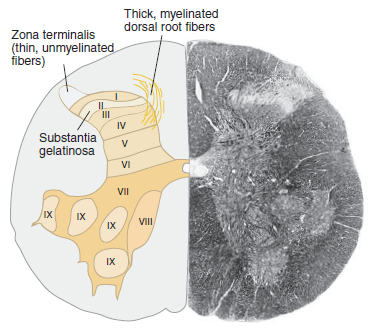 Thick, myelinated
dorsal root fibers
Zona terminalis
(thin, unmyelinated
fibers)
I
II
III
IV
Substantia
gelatinosa
V
VI
VII
VIII
IX
IX
IX
IX